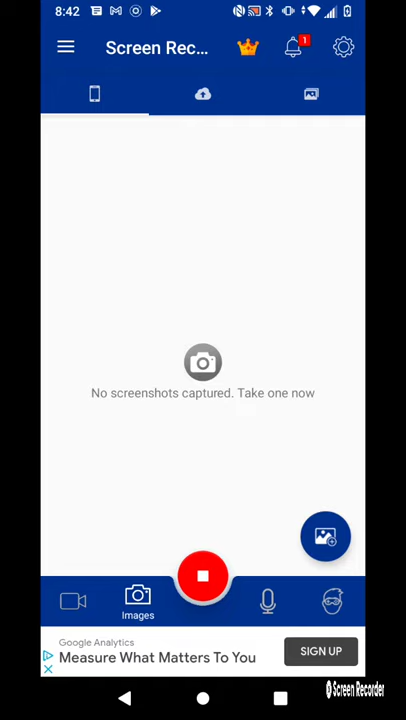 8:42
Screen Rec...
1
No screenshots captured. Take one now
Images
Google Analytics
Measure What Matters To You
SIGN UP
Screen Recorder